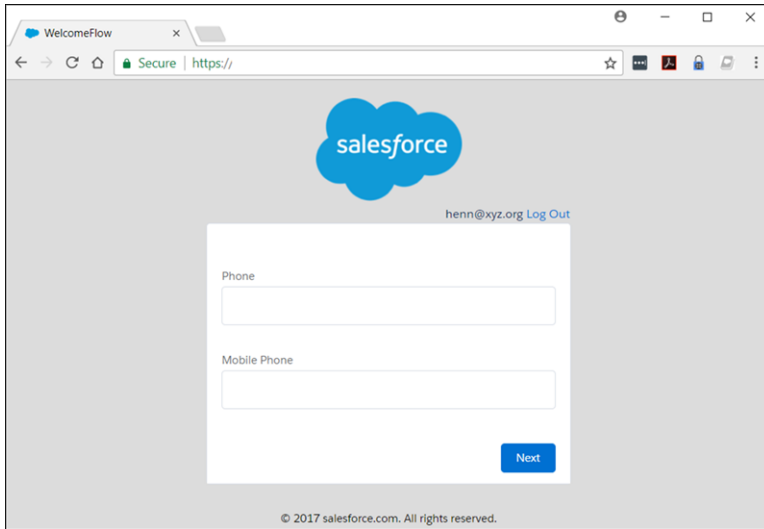 WelcomeFlow
Secure | https://
salesforce
henn@xyz.org Log Out
Phone
Mobile Phone
Next
© 2017 salesforce.com. All rights reserved.